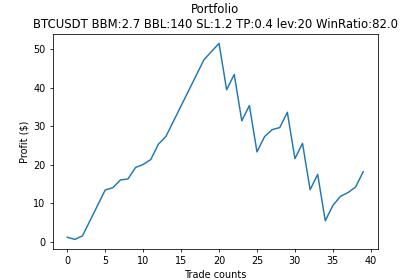 Portfolio
BTCUSDT BBM:2.7 BBL:140 SL:1.2 TP:0.4 lev:20 WinRatio:82.0
Profit ($)
50
40
30
20
10
0
0 5 10 15 20 25 30 35 40
Trade counts